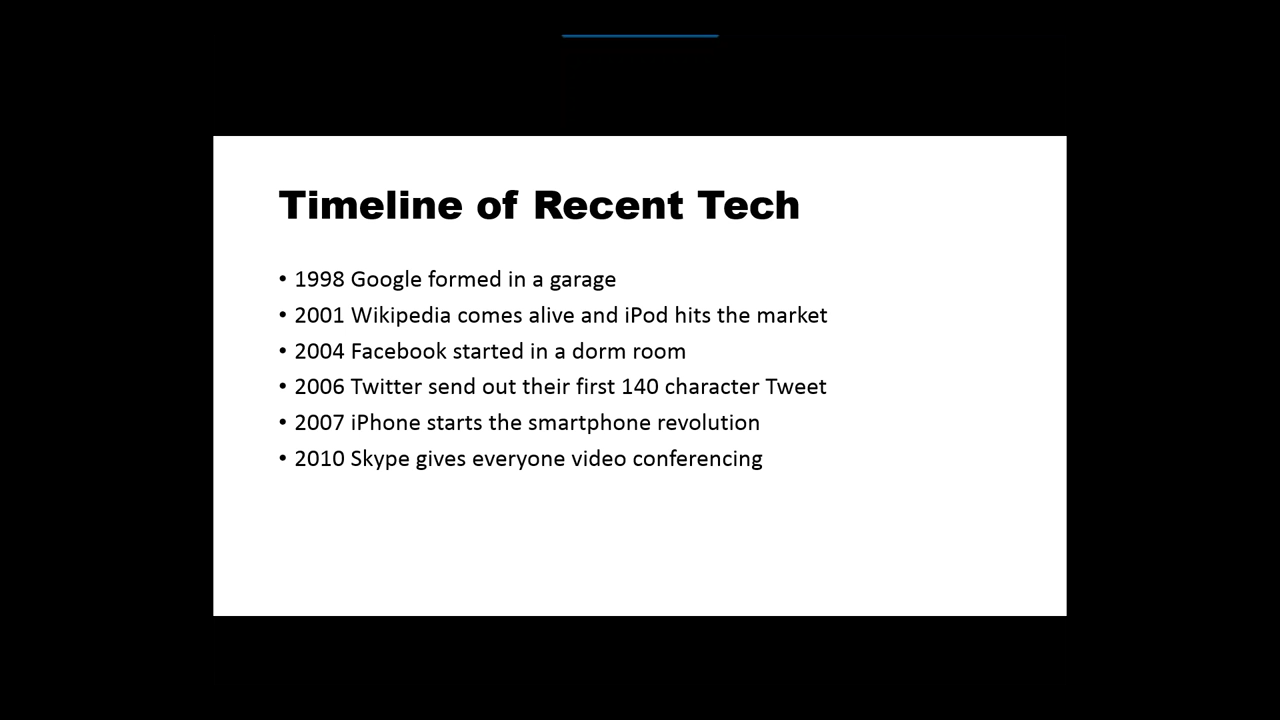 Timeline of Recent Tech
• 1998 Google formed in a garage
• 2001 Wikipedia comes alive and iPod hits the market
• 2004 Facebook started in a dorm room
• 2006 Twitter send out their first 140 character Tweet
• 2007 iPhone starts the smartphone revolution
• 2010 Skype gives everyone video conferencing